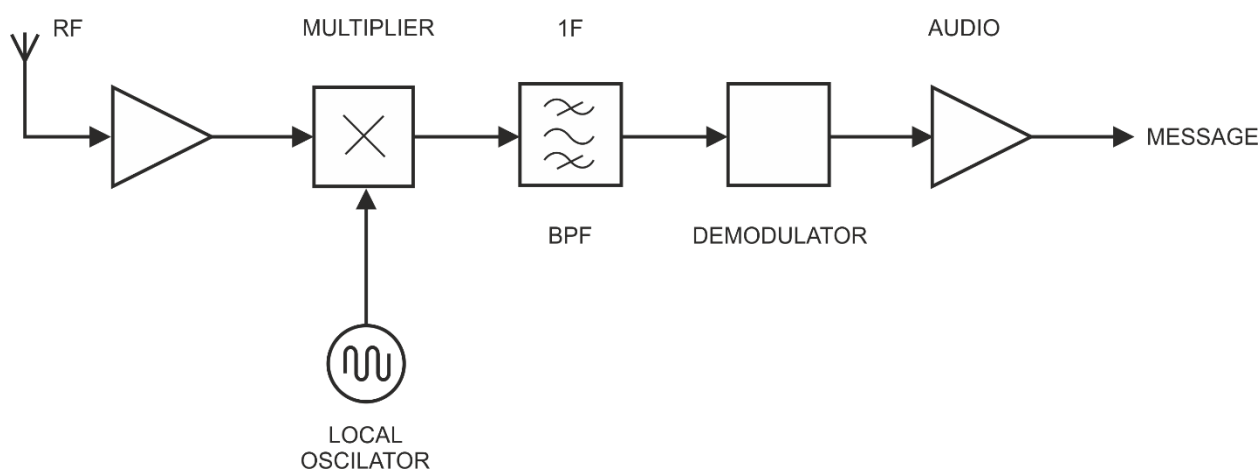 RF
MULTIPLIER
1F
AUDIO
MESSAGE
BPF
DEMODULATOR
LOCAL
OSCILATOR